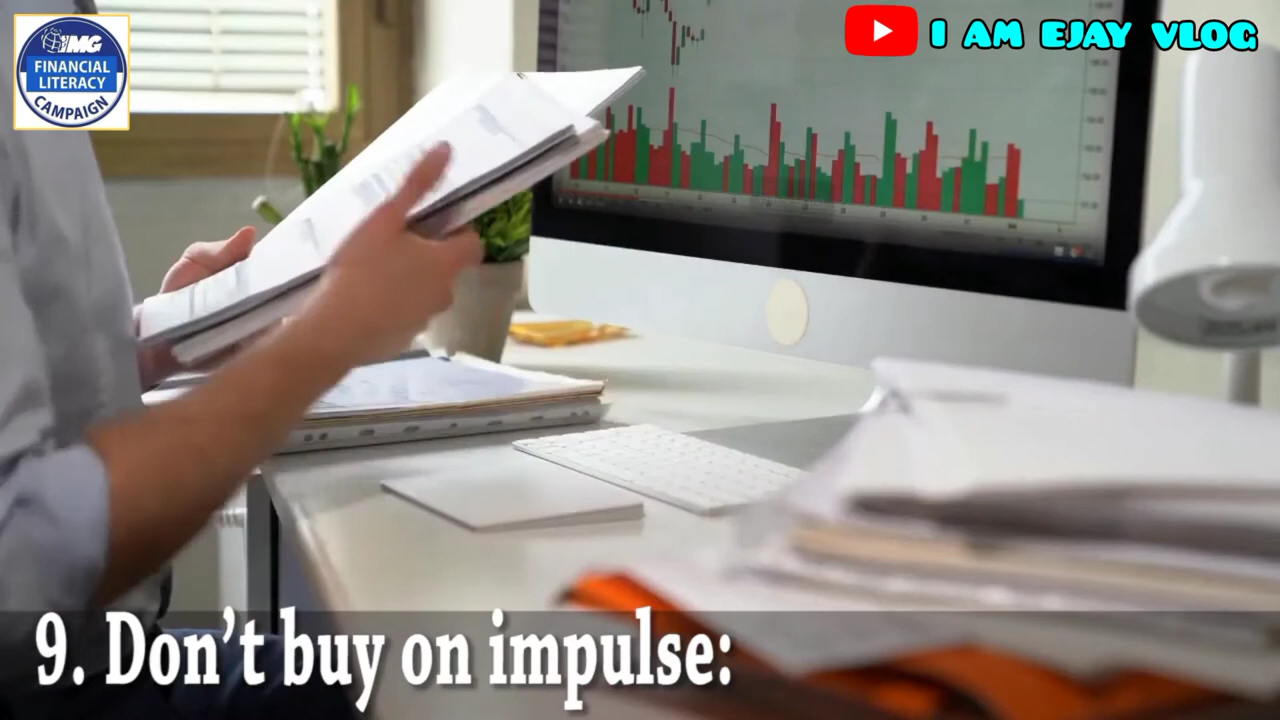 IMG
FINANCIAL
LITERACY
CAMPAIGN
I AM EJAY VLOG
9. Don't buy on impulse: